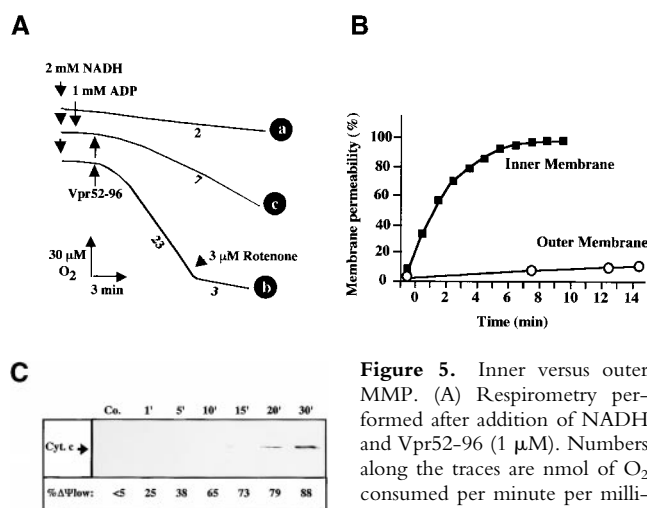 A
2 mM NADH
1 mM ADP
2
a
7
c
Vpr52-96
23
3 µM Rotenone
30 µM
O2
3 min
3
b
B
Membrane permeability (%)
100
80
60
40
20
0
Inner Membrane
Outer Membrane
0 2 4 6 8 10 12 14
Time (min)
C
Co. 1' 5' 10' 15' 20' 30'
Cyt. c
%ΔΨlow: <5 25 38 65 73 79 88
Figure 5. Inner versus outer
MMP. (A) Respirometry per-
formed after addition of NADH
and Vpr52-96 (1 µM). Numbers
along the traces are nmol of O2
consumed per minute per milli-